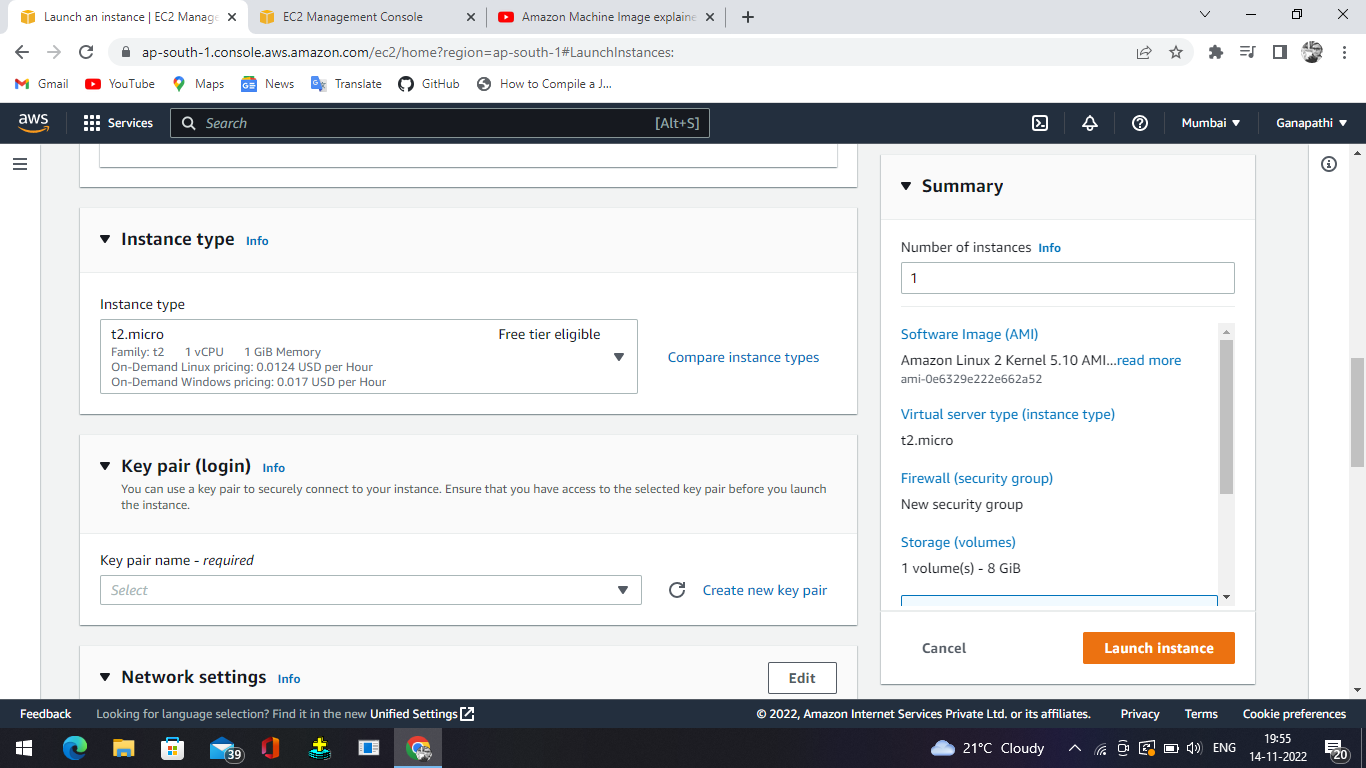 Launch an instance | EC2 Manage
EC2 Management Console
Amazon Machine Image explaine
ap-south-1.console.aws.amazon.com/ec2/home?region=ap-south-1#LaunchInstances:
Gmail
YouTube
Maps
News
Translate
GitHub
How to Compile a J...
aws
Services
Search
[Alt+S]
Mumbai
Ganapathi
Instance type Info
Instance type
t2.micro
Free tier eligible
Family: t2 1 vCPU 1 GiB Memory
On-Demand Linux pricing: 0.0124 USD per Hour
On-Demand Windows pricing: 0.017 USD per Hour
Compare instance types
Key pair (login) Info
You can use a key pair to securely connect to your instance. Ensure that you have access to the selected key pair before you launch
the instance.
Key pair name - required
Select
Create new key pair
Network settings Info
Edit
Summary
Number of instances Info
1
Software Image (AMI)
Amazon Linux 2 Kernel 5.10 AMI...read more
ami-0e6329e222e662a52
Virtual server type (instance type)
t2.micro
Firewall (security group)
New security group
Storage (volumes)
1 volume(s) - 8 GiB
Cancel
Launch instance
Feedback
Looking for language selection? Find it in the new Unified Settings
© 2022, Amazon Internet Services Private Ltd. or its affiliates.
Privacy
Terms
Cookie preferences
39
21°C Cloudy
ENG
19:55
14-11-2022
20